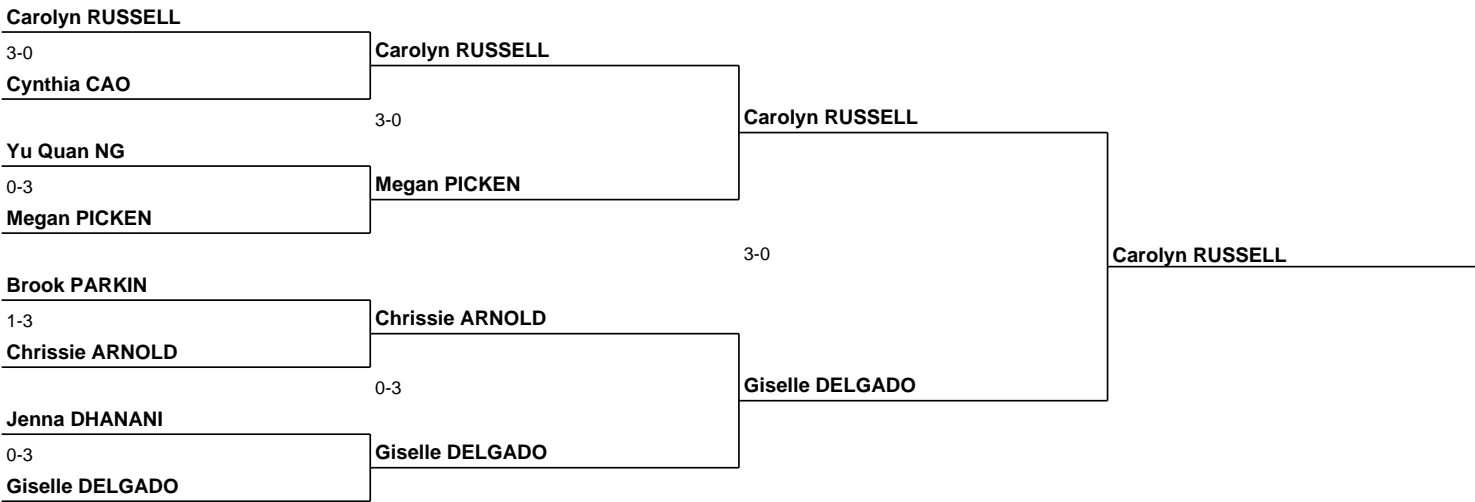 Carolyn RUSSELL
3-0
Cynthia CAO
Yu Quan NG
0-3
Megan PICKEN
Brook PARKIN
1-3
Chrissie ARNOLD
Jenna DHANANI
0-3
Giselle DELGADO
Carolyn RUSSELL
3-0
Megan PICKEN
Chrissie ARNOLD
0-3
Giselle DELGADO
Carolyn RUSSELL
3-0
Giselle DELGADO
Carolyn RUSSELL